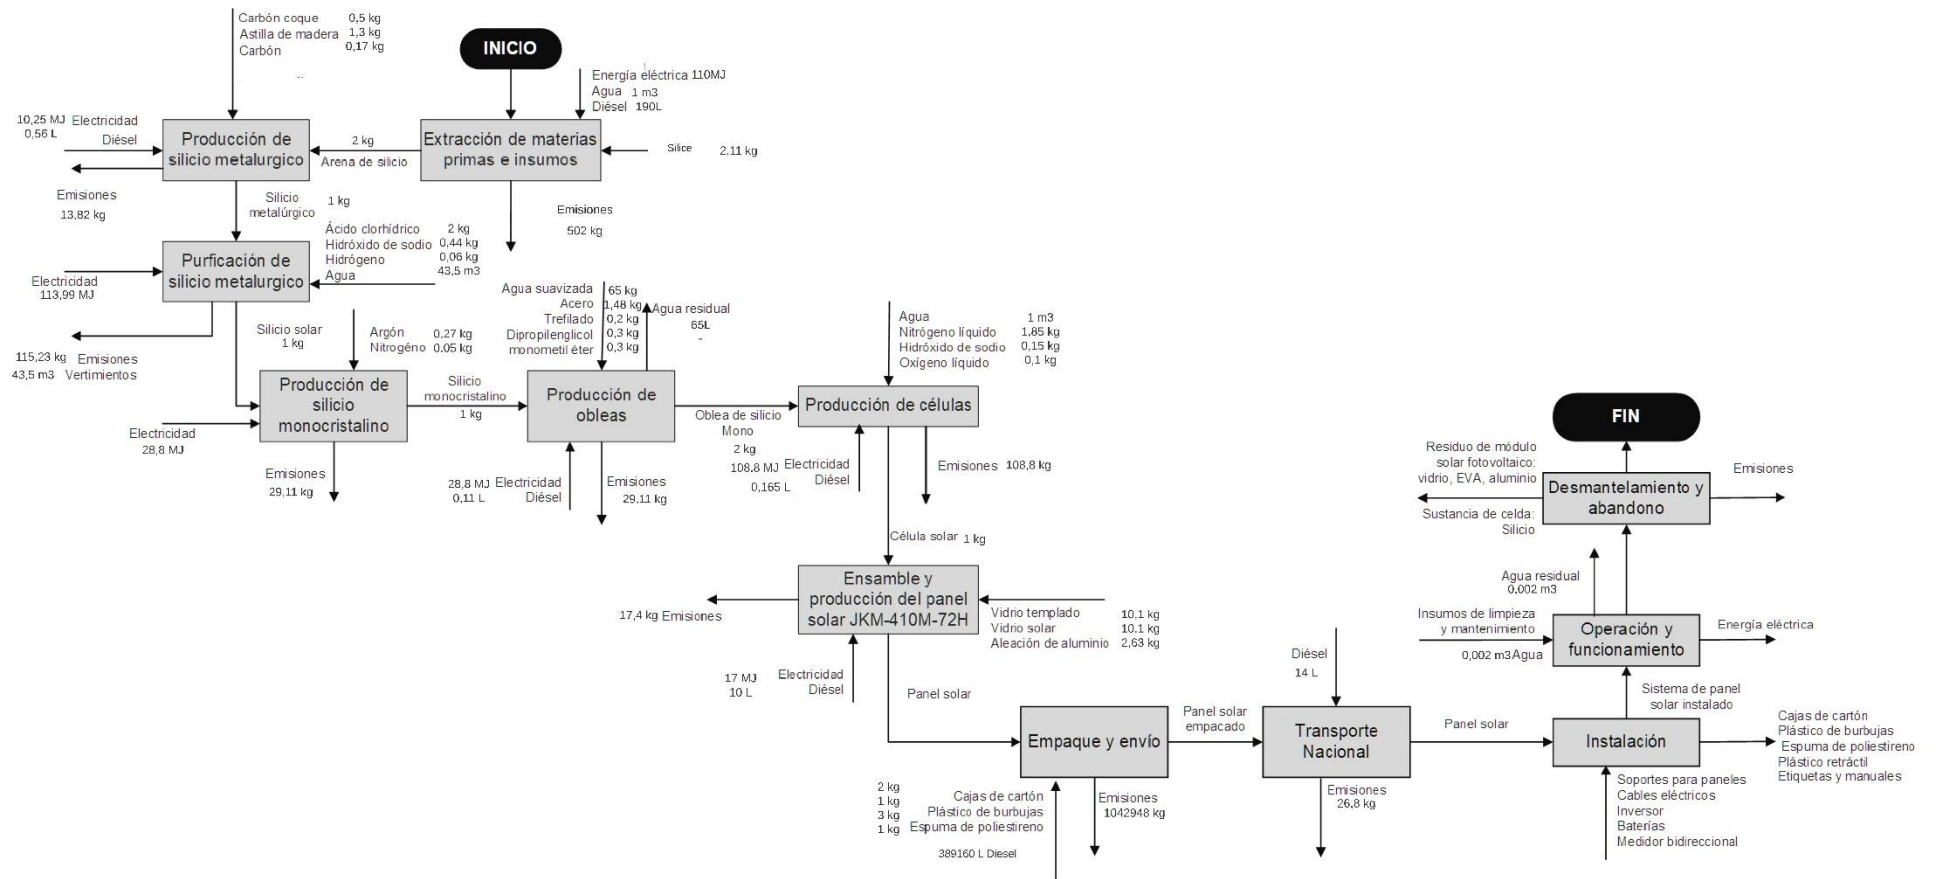 Carbón coque 0,5 kg
Astilla de madera 1,3 kg
Carbón 0,17 kg
INICIO
Energía eléctrica 110MJ
Agua 1 m3
Diésel 190L
10,25 MJ Electricidad
0,56 L Diésel
Producción de
silicio metalurgico
2 kg
Arena de silicio
Extracción de materias
primas e insumos
Silice 2,11 kg
Emisiones
13,82 kg
Silicio
metalúrgico 1 kg
Emisiones
502 kg
Purficación de
silicio metalurgico
Ácido clorhídrico 2 kg
Hidróxido de sodio 0,44 kg
Hidrógeno 0,06 kg
Agua 43,5 m3
Electricidad
113,99 MJ
115,23 kg Emisiones
43,5 m3 Vertimientos
Silicio solar
1 kg
Argón 0,27 kg
Nitrogéno 0.05 kg
Producción de
silicio
monocristalino
Electricidad
28,8 MJ
Emisiones
29,11 kg
Silicio
monocristalino
1 kg
Agua suavizada 65 kg
Acero 1,48 kg
Trefilado 0,2 kg
Dipropilenglicol 0,3 kg
monometil éter 0,3 kg
Agua residual
65L
Producción de
obleas
28,8 MJ Electricidad
0,11 L Diésel
Emisiones
29.11 kg
Oblea de silicio
Mono
2 kg
Agua 1 m3
Nitrógeno líquido 1,85 kg
Hidróxido de sodio 0,15 kg
Oxígeno líquido 0,1 kg
Producción de células
108.8 MJ Electricidad
0,165 L Diésel
Emisiones 108,8 kg
Célula solar 1 kg
Ensamble y
producción del panel
solar JKM-410M-72H
17,4 kg Emisiones
Vidrio templado 10,1 kg
Vidrio solar 10.1 kg
Aleación de aluminio 2,63 kg
17 MJ Electricidad
10 L Diésel
Panel solar
Empaque y envío
2 kg
1 kg
3 kg
1 kg
Cajas de cartón
Plástico de burbujas
Espuma de poliestireno
389160 L Diesel
Emisiones
1042948 kg
Panel solar
empacado
Diésel
14 L
Transporte
Nacional
Emisiones
26,8 kg
Panel solar
Instalación
Cajas de cartón
Plástico de burbujas
Espuma de poliestireno
Plástico retráctil
Etiquetas y manuales
Soportes para paneles
Cables eléctricos
Inversor
Baterías
Medidor bidireccional
Sistema de panel
solar instalado
Operación y
funcionamiento
Insumos de limpieza
y mantenimiento
0,002 m3 Agua
Agua residual
0,002 m3
Energía eléctrica
Desmantelamiento y
abandono
Residuo de módulo
solar fotovoltaico:
vidrio, EVA, aluminio
Sustancia de celda:
Silicio
Emisiones
FIN